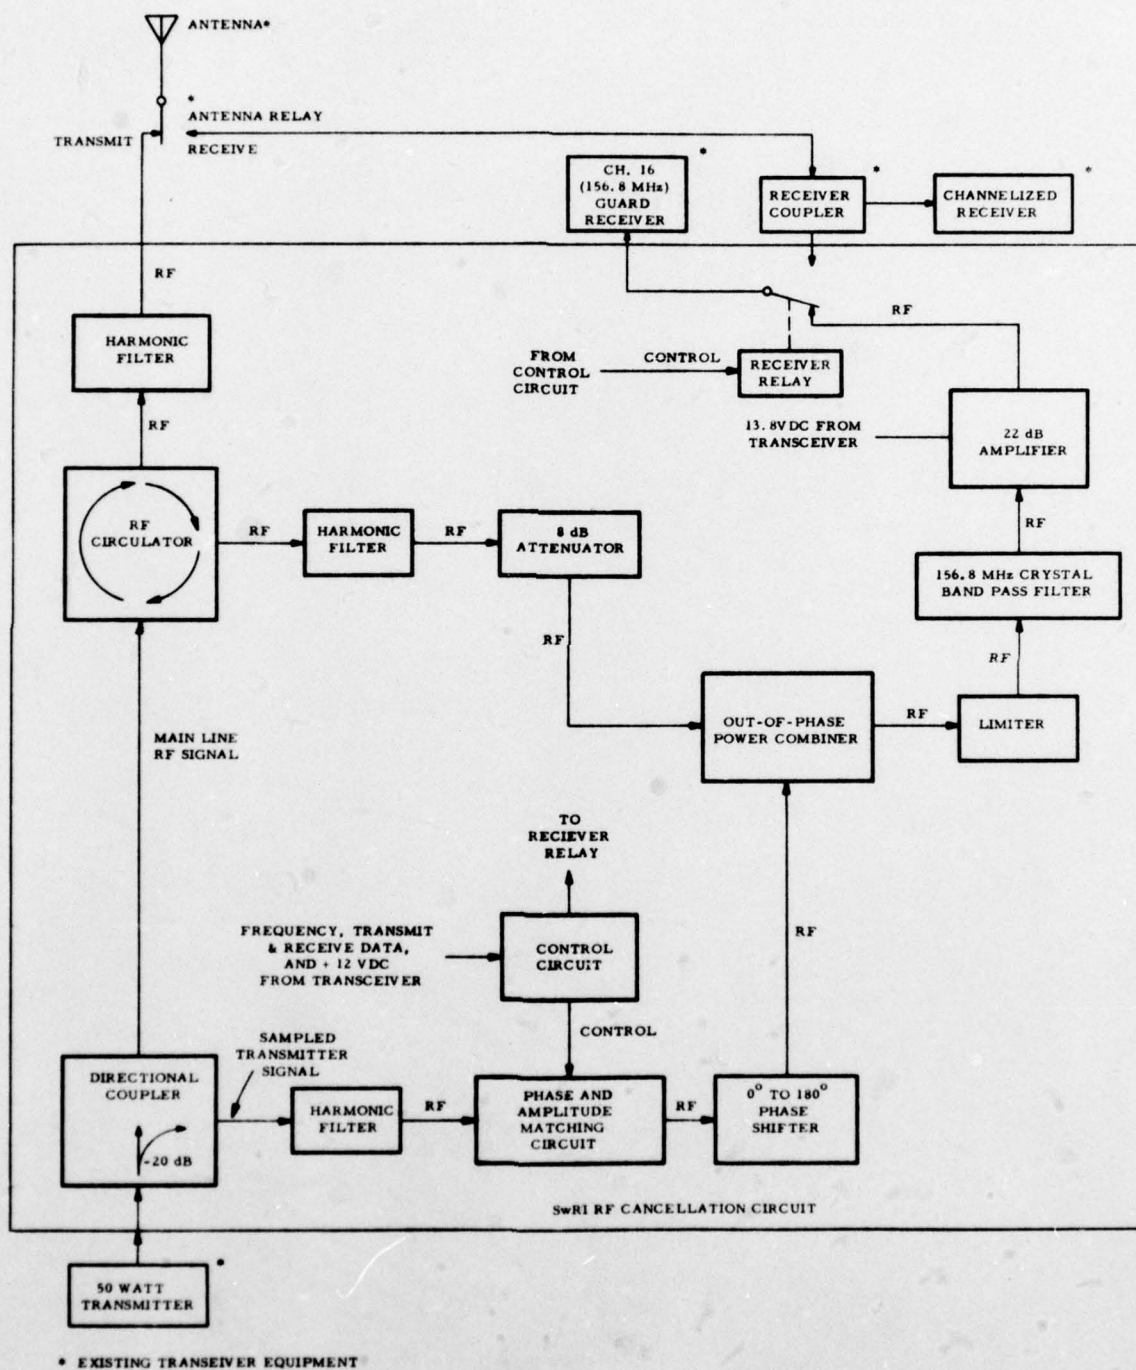 ANTENNA*
*
ANTENNA RELAY
TRANSMIT
RECEIVE
*
CH. 16
(156.8 MHz)
GUARD
RECEIVER
*
RECEIVER
COUPLER
*
CHANNELIZED
RECEIVER
RF
HARMONIC
FILTER
RF
FROM
CONTROL
CIRCUIT
CONTROL
RECEIVER
RELAY
RF
13.8VDC FROM
TRANSCEIVER
22 dB
AMPLIFIER
RF
RF
CIRCULATOR
RF
HARMONIC
FILTER
RF
8 dB
ATTENUATOR
RF
156.8 MHz CRYSTAL
BAND PASS FILTER
RF
RF
MAIN LINE
RF SIGNAL
OUT-OF-PHASE
POWER COMBINER
RF
LIMITER
TO
RECIEVER
RELAY
FREQUENCY, TRANSMIT
& RECEIVE DATA,
AND + 12 VDC
FROM TRANSCEIVER
CONTROL
CIRCUIT
RF
CONTROL
SAMPLED
TRANSMITTER
SIGNAL
DIRECTIONAL
COUPLER
-20 dB
HARMONIC
FILTER
RF
PHASE AND
AMPLITUDE
MATCHING
CIRCUIT
RF
0° TO 180°
PHASE
SHIFTER
SwRI RF CANCELLATION CIRCUIT
*
50 WATT
TRANSMITTER
* EXISTING TRANSEIVER EQUIPMENT